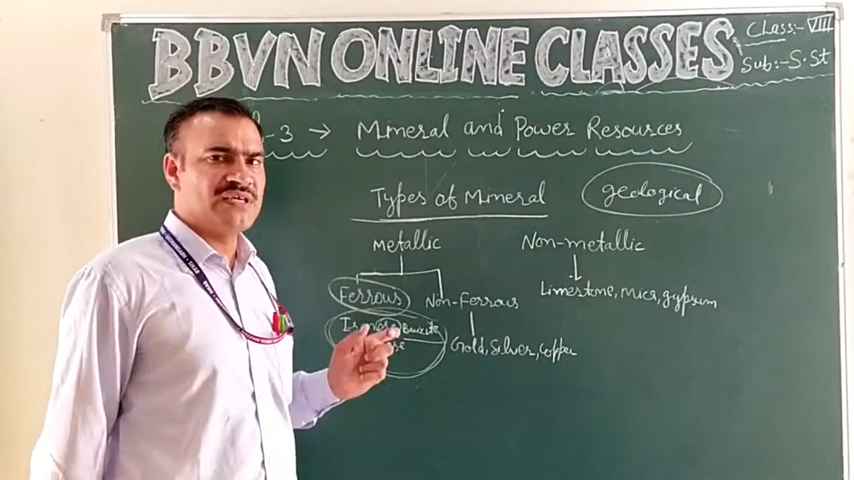 BBVN ONLINE CLASSES
Class:- VIII
Sub:- S.St
-3 → Mineral and Power Resources
Types of Mineral
geological
Metallic
Non-metallic
Ferrous
Non-Ferrous
Limestone, Mica, gypsum
Gold, Silver, Copper